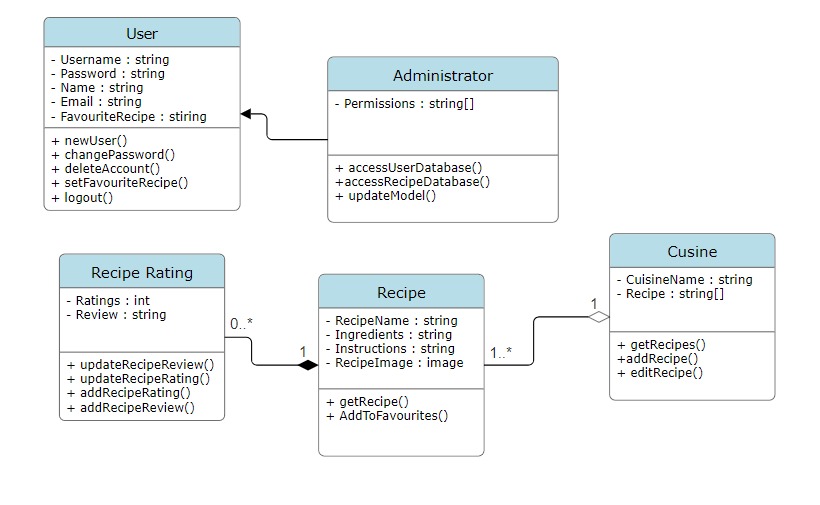 User
- Username : string
- Password : string
- Name : string
- Email : string
- FavouriteRecipe : stiring
+ newUser()
+ changePassword()
+ deleteAccount()
+ setFavouriteRecipe()
+ logout()
Administrator
- Permissions : string[]
+ accessUserDatabase()
+accessRecipeDatabase()
+ updateModel()
Recipe Rating
- Ratings : int
- Review : string
+ updateRecipeReview()
+ updateRecipeRating()
+ addRecipeRating()
+ addRecipeReview()
0..*
1
Recipe
- RecipeName : string
- Ingredients : string
- Instructions : string
- RecipeImage : image
+ getRecipe()
+ AddToFavourites()
1..*
1
Cusine
- CuisineName : string
- Recipe : string[]
+ getRecipes()
+addRecipe()
+ editRecipe()